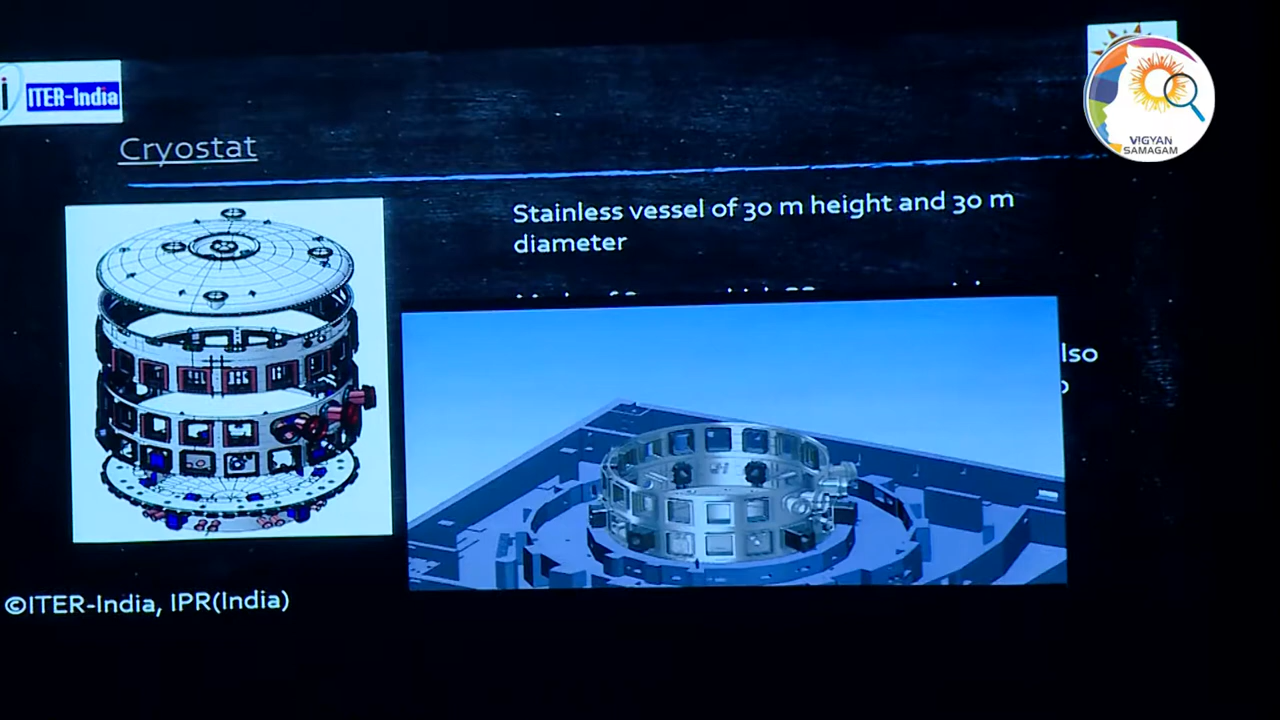 ITER-India
VIGYAN
SAMAGAM
Cryostat
Stainless vessel of 30 m height and 30 m
diameter
lso
©ITER-India, IPR(India)